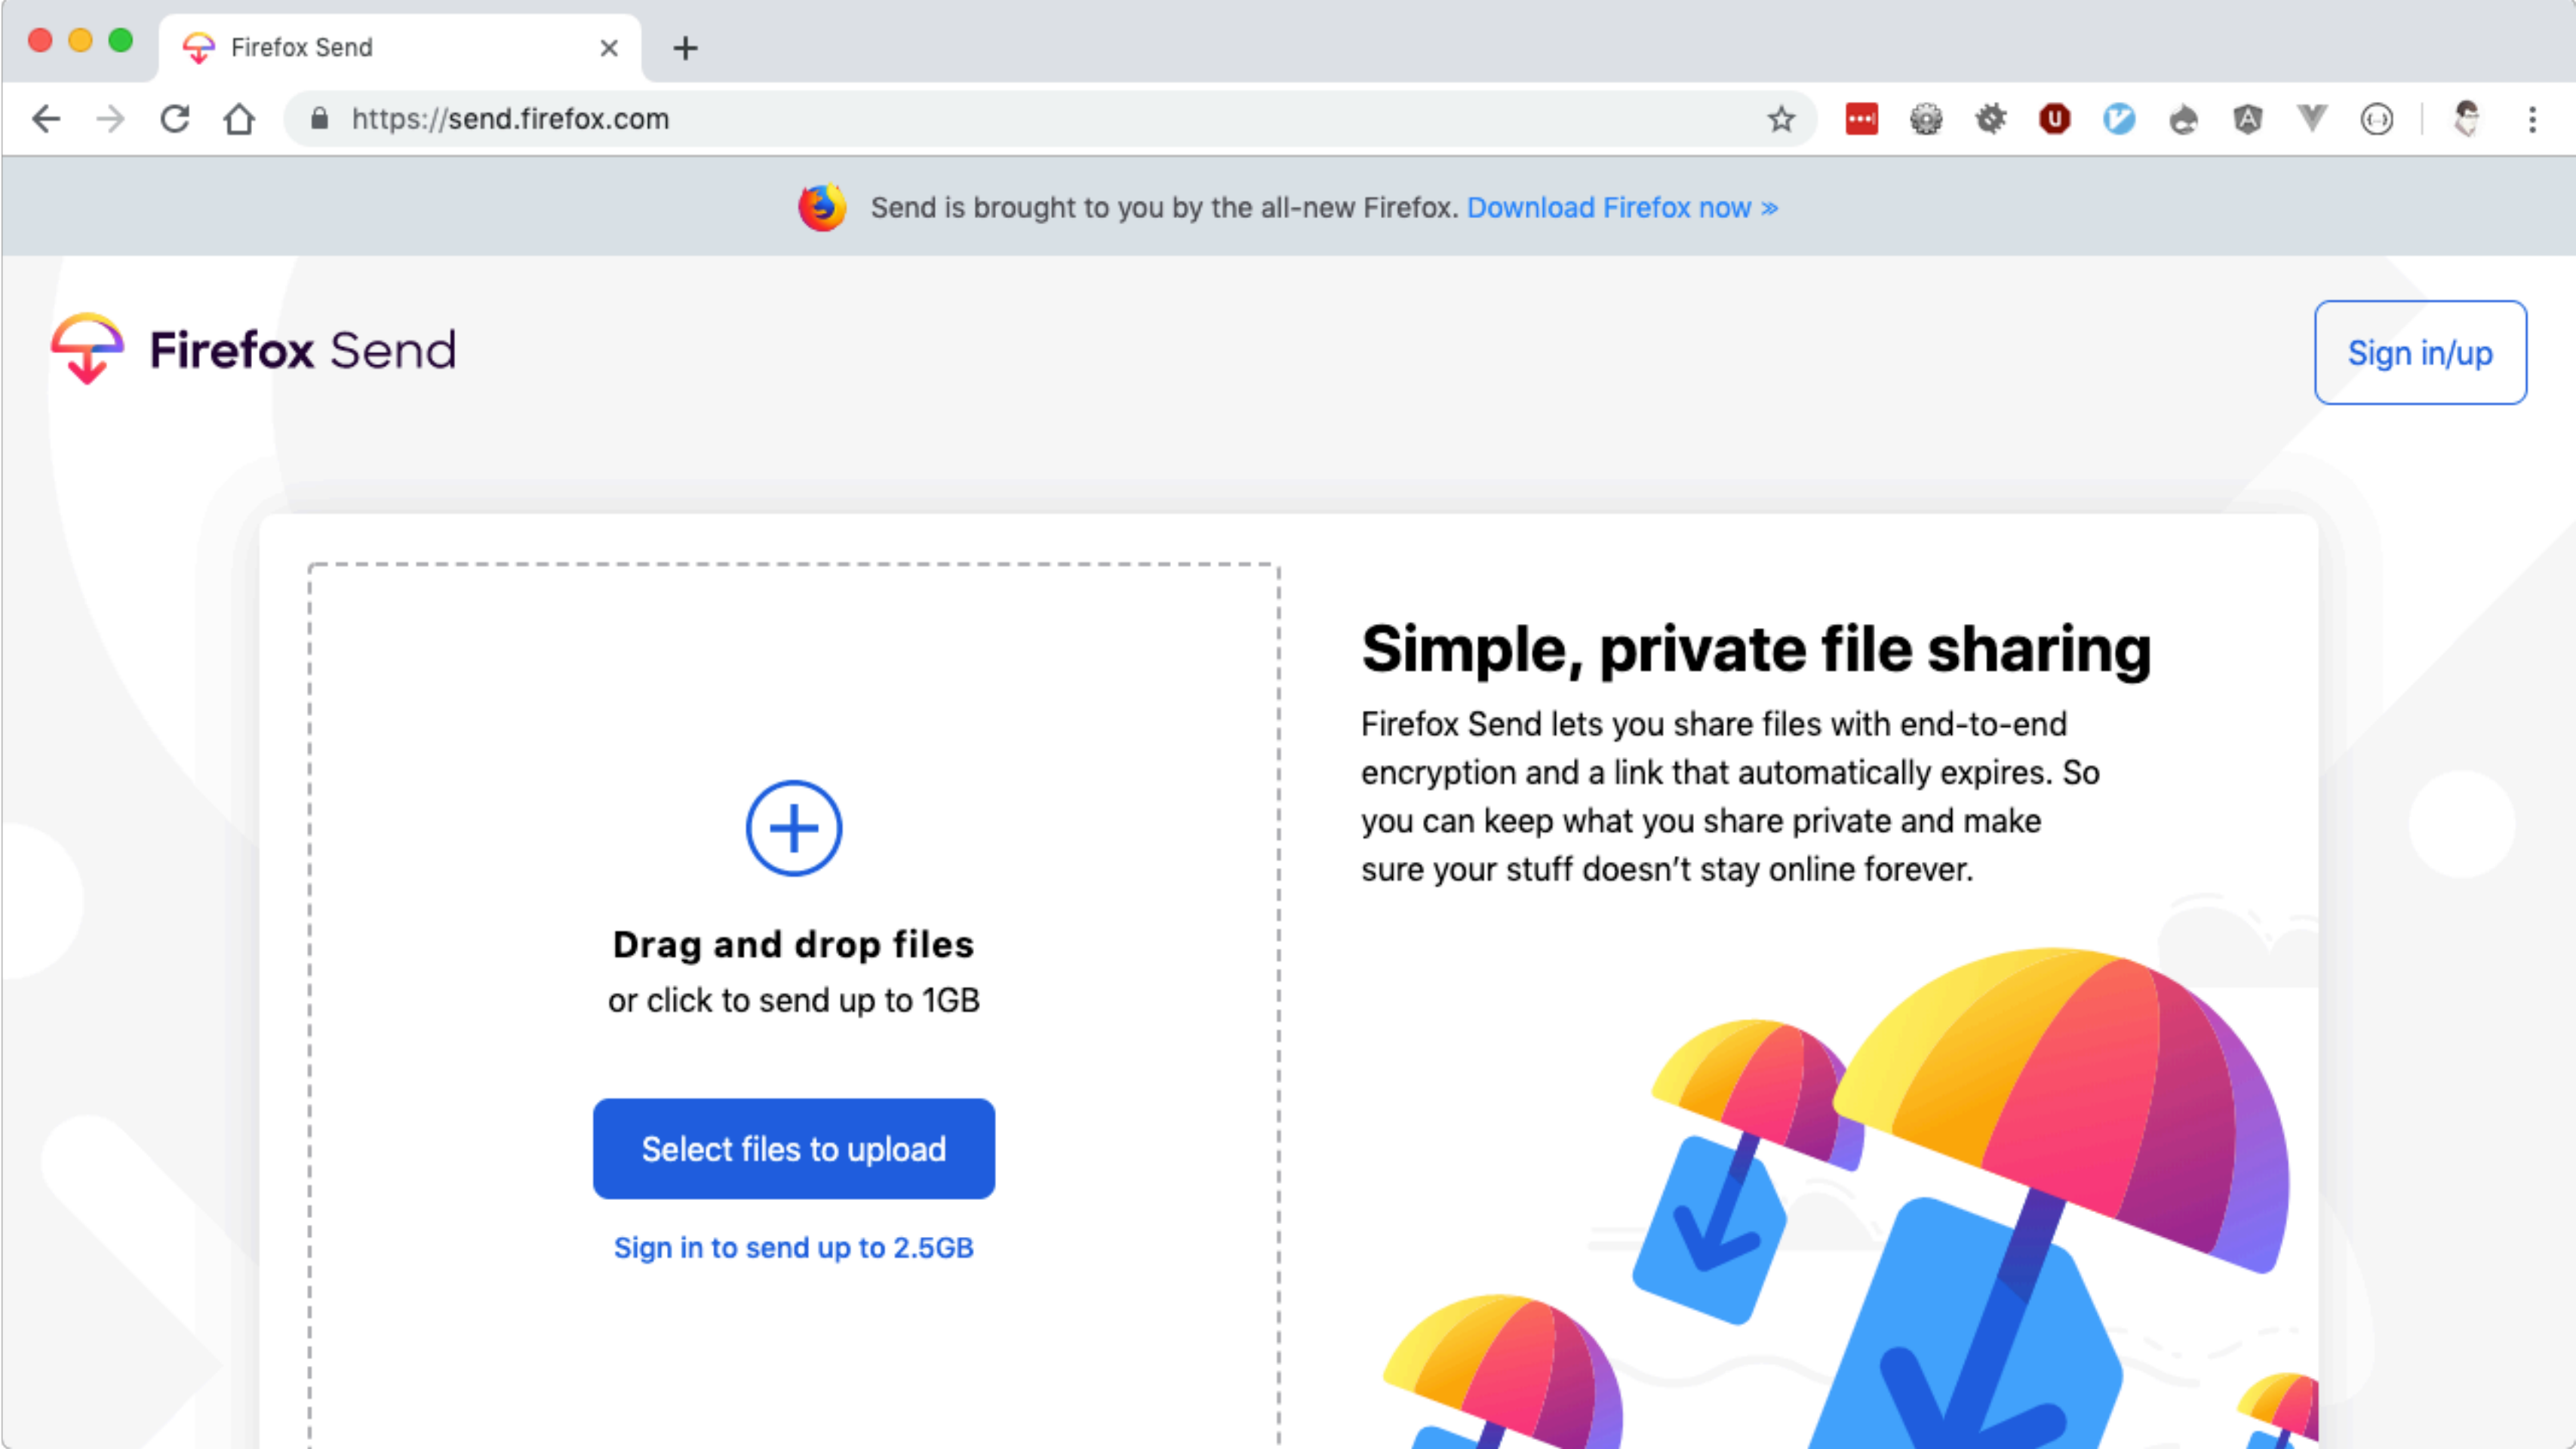 Firefox Send
https://send.firefox.com
Send is brought to you by the all-new Firefox. Download Firefox now »
Firefox Send
Sign in/up
Drag and drop files
or click to send up to 1GB
Select files to upload
Sign in to send up to 2.5GB
Simple, private file sharing
Firefox Send lets you share files with end-to-end
encryption and a link that automatically expires. So
you can keep what you share private and make
sure your stuff doesn’t stay online forever.